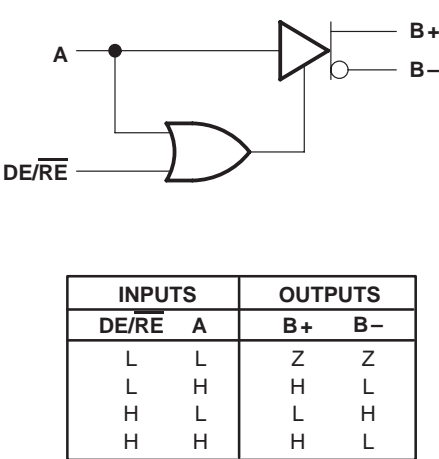 B+
A
B–
DE/RE
INPUTS OUTPUTS
DE/RE A B+ B–
L L Z Z
L H H L
H L L H
H H H L